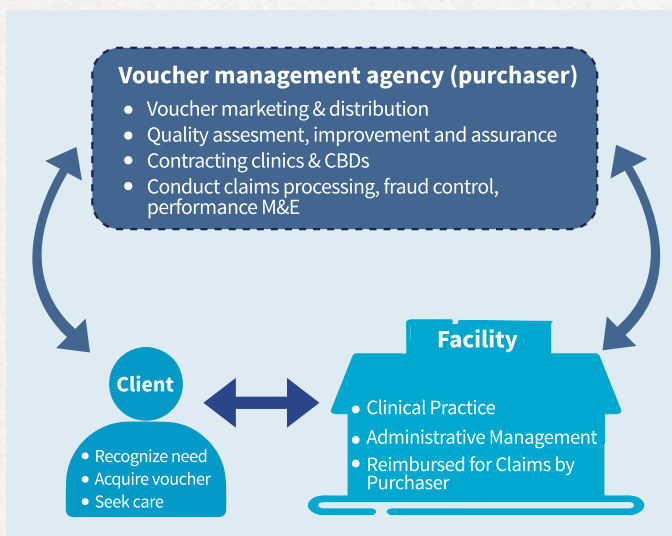 Voucher management agency (purchaser)
• Voucher marketing & distribution
• Quality assesment, improvement and assurance
• Contracting clinics & CBDs
• Conduct claims processing, fraud control,
performance M&E
Client
• Recognize need
• Acquire voucher
• Seek care
Facility
• Clinical Practice
• Administrative Management
• Reimbursed for Claims by
Purchaser